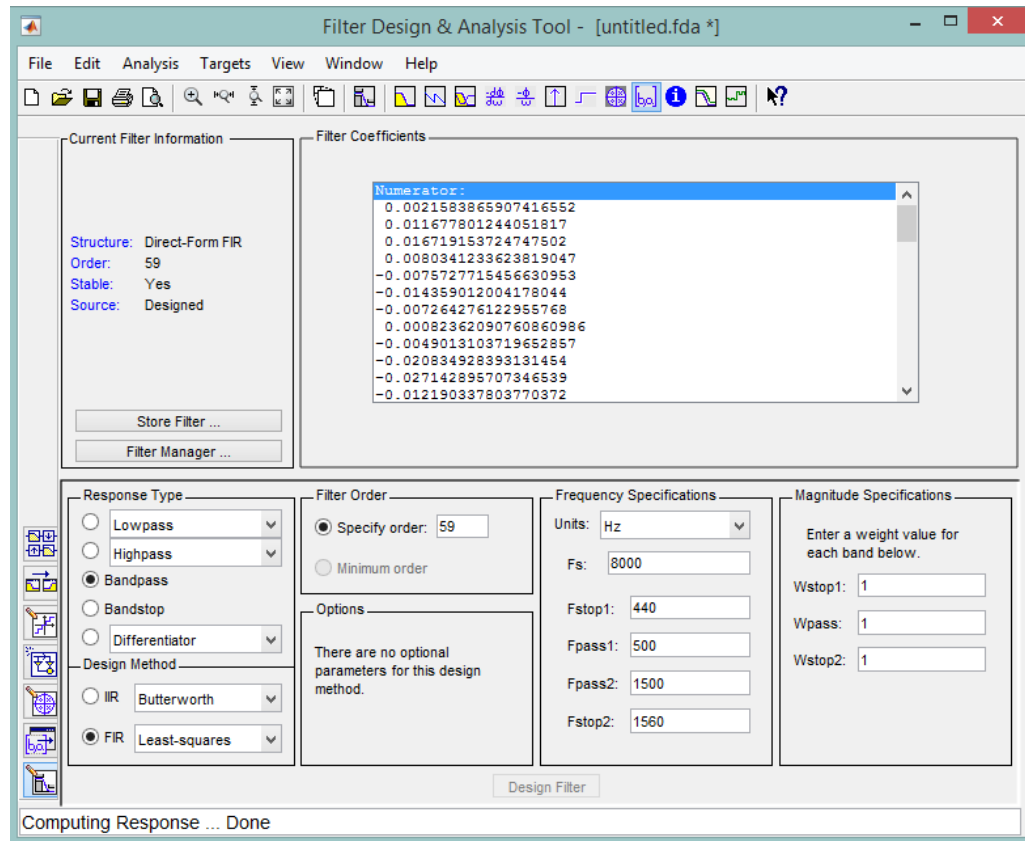 Filter Design & Analysis Tool - [untitled.fda *]
File Edit Analysis Targets View Window Help
Current Filter Information
Structure: Direct-Form FIR
Order: 59
Stable: Yes
Source: Designed
Store Filter ...
Filter Manager ...
Filter Coefficients
Numerator:
0.0021583865907416552
0.011677801244051817
0.016719153724747502
0.0080341233623819047
-0.0075727715456630953
-0.014359012004178044
-0.007264276122955768
0.00082362090760860986
-0.0049013103719652857
-0.020834928393131454
-0.027142895707346539
-0.012190337803770372
Response Type
Lowpass
Highpass
Bandpass
Bandstop
Differentiator
Design Method
IIR Butterworth
FIR Least-squares
Filter Order
Specify order: 59
Minimum order
Options
There are no optional
parameters for this design
method.
Frequency Specifications
Units: Hz
Fs: 8000
Fstop1: 440
Fpass1: 500
Fpass2: 1500
Fstop2: 1560
Magnitude Specifications
Enter a weight value for
each band below.
Wstop1: 1
Wpass: 1
Wstop2: 1
Design Filter
Computing Response ... Done